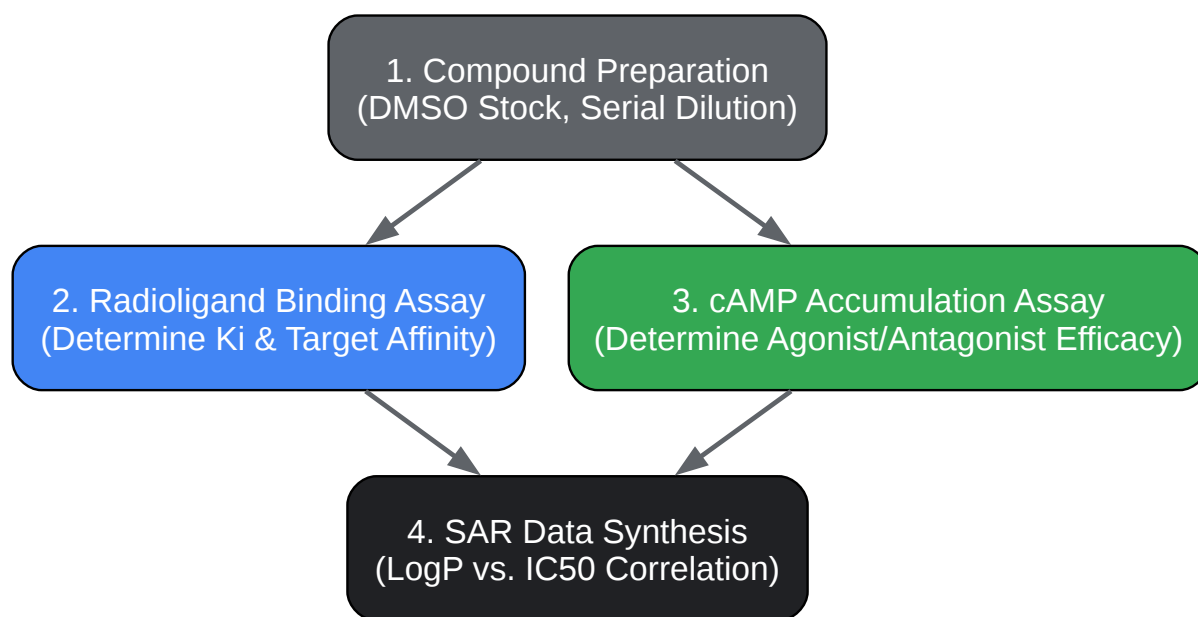 1. Compound Preparation
(DMSO Stock, Serial Dilution)
2. Radioligand Binding Assay
(Determine Ki & Target Affinity)
3. cAMP Accumulation Assay
(Determine Agonist/Antagonist Efficacy)
4. SAR Data Synthesis
(LogP vs. IC50 Correlation)